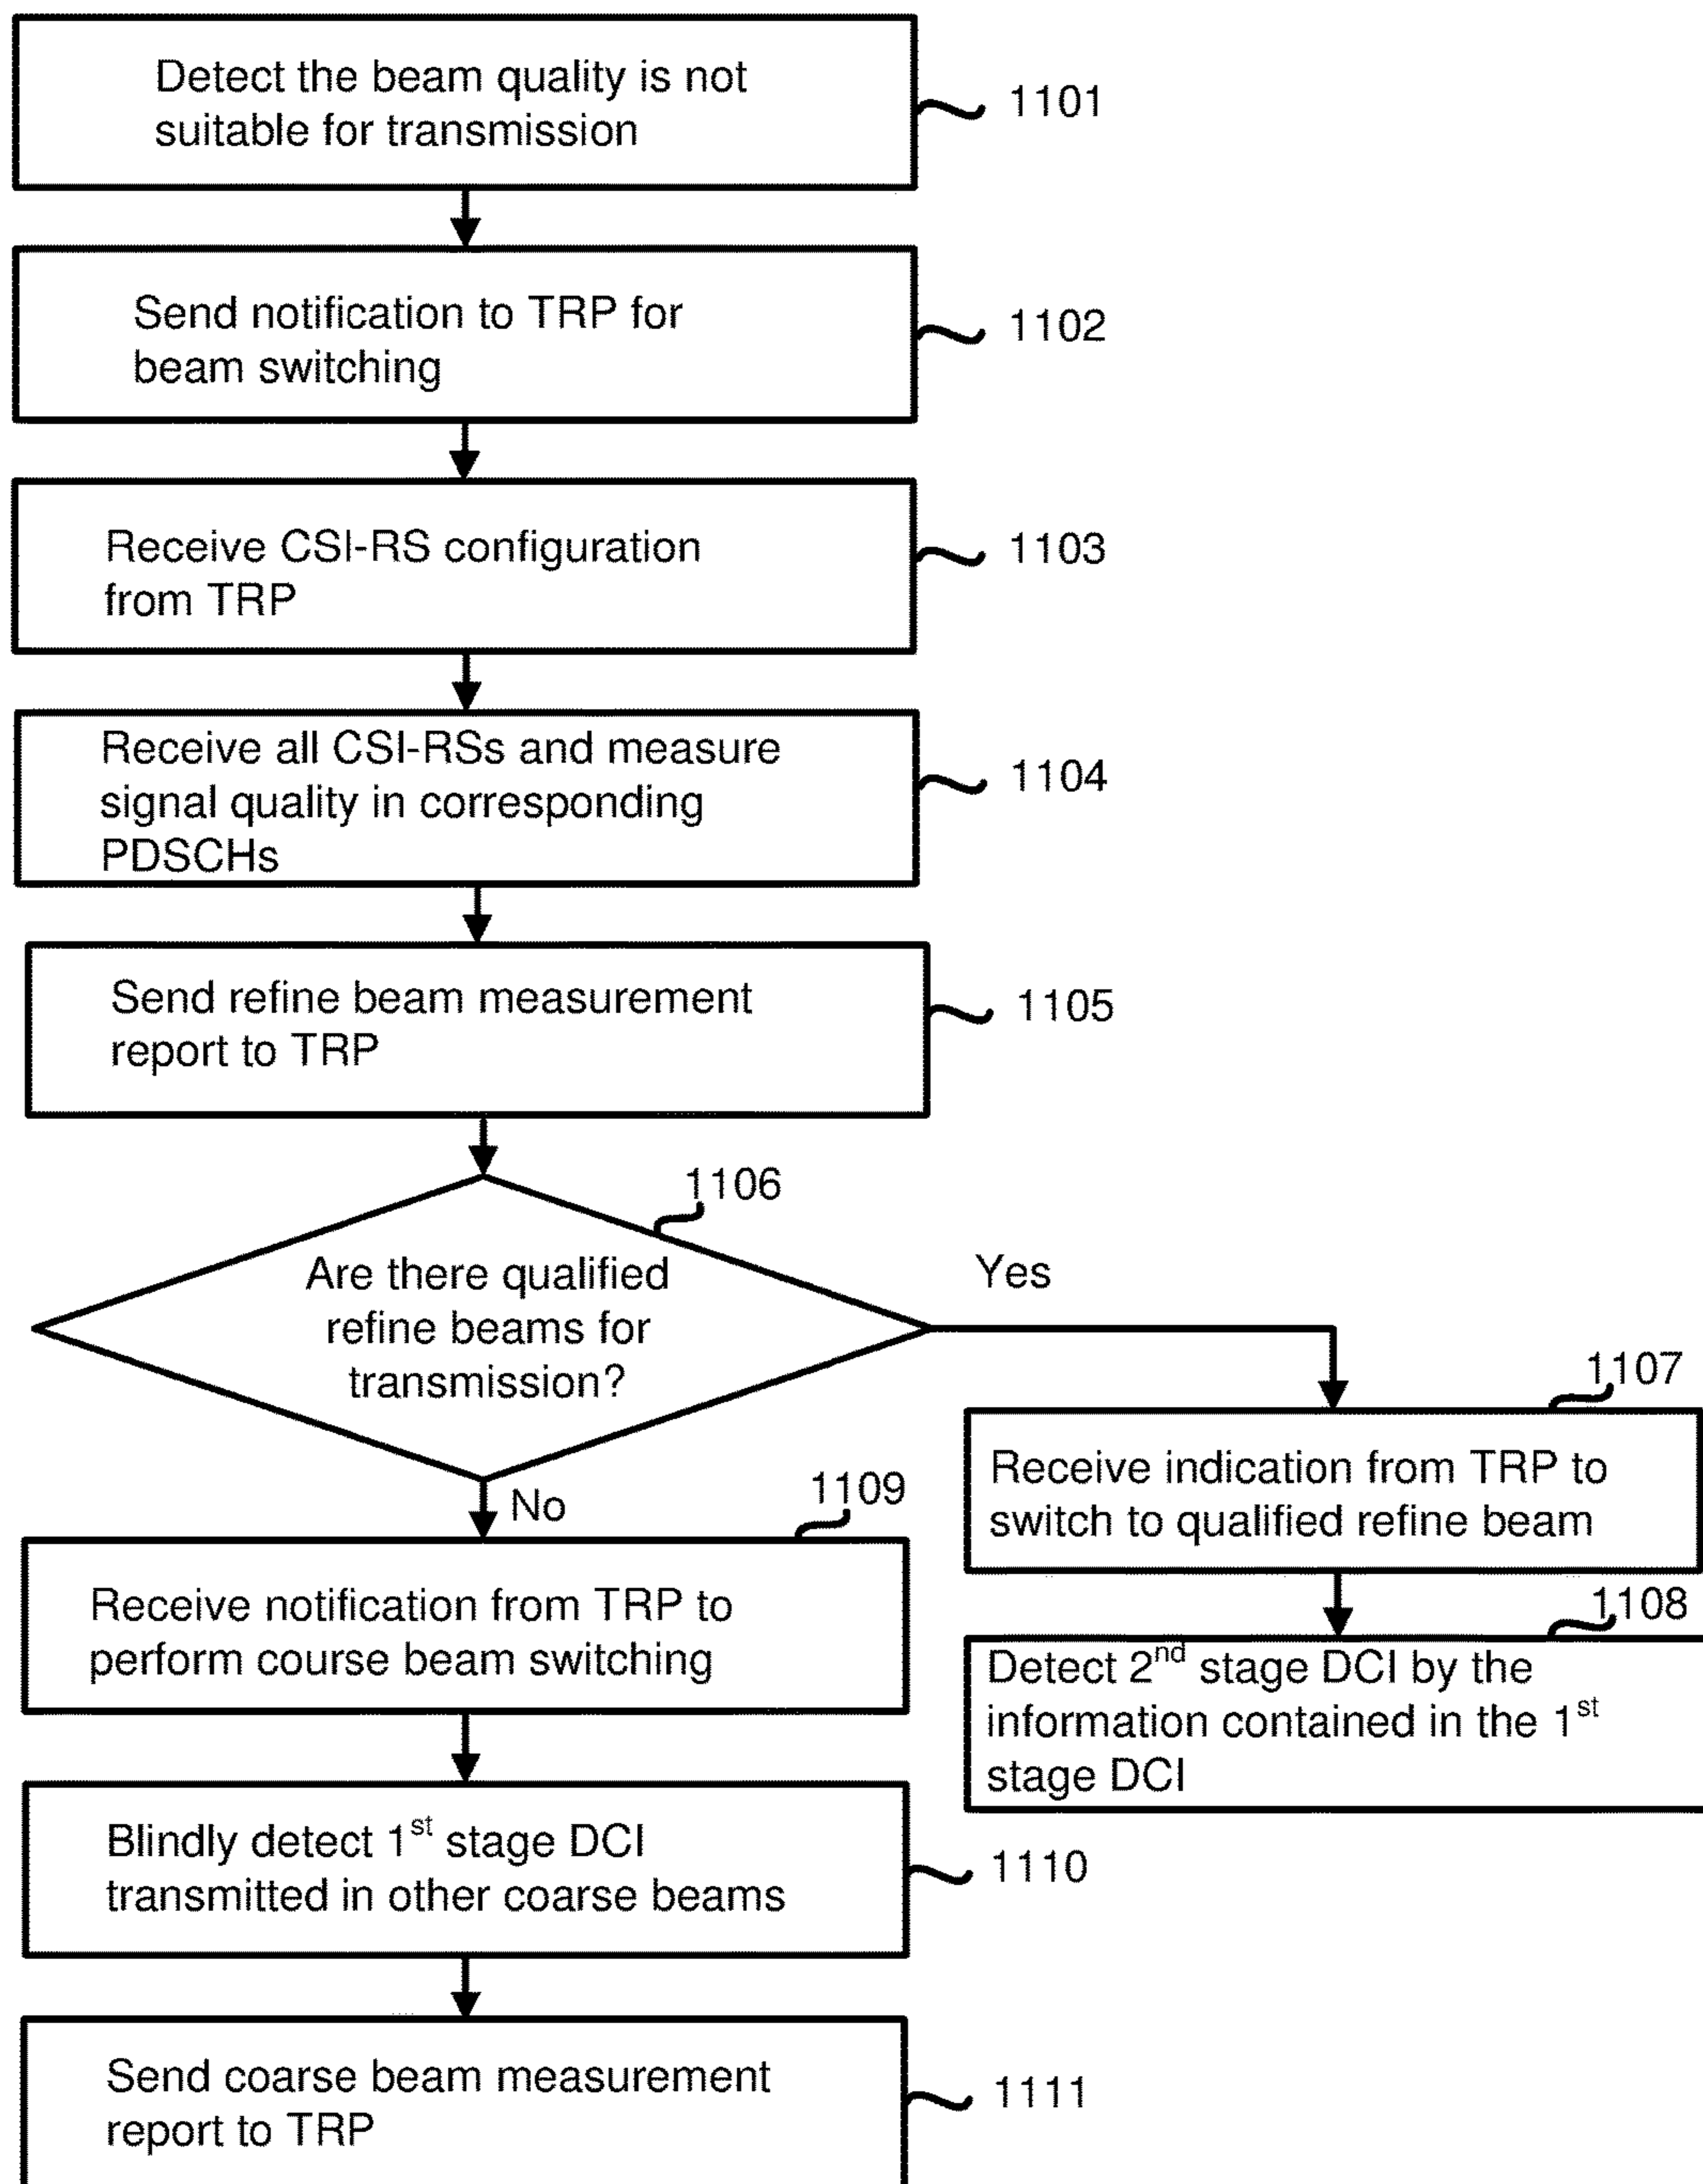 Detect the beam quality is not
suitable for transmission
1101
Send notification to TRP for
beam switching
1102
Receive CSI-RS configuration
from TRP
1103
Receive all CSI-RSs and measure
signal quality in corresponding
PDSCHs
1104
Send refine beam measurement
report to TRP
1105
1106
Are there qualified
refine beams for
transmission?
Yes
1107
Receive indication from TRP to
switch to qualified refine beam
1108
Detect 2nd stage DCI by the
information contained in the 1st
stage DCI
No
1109
Receive notification from TRP to
perform course beam switching
Blindly detect 1st stage DCI
transmitted in other coarse beams
1110
Send coarse beam measurement
report to TRP
1111